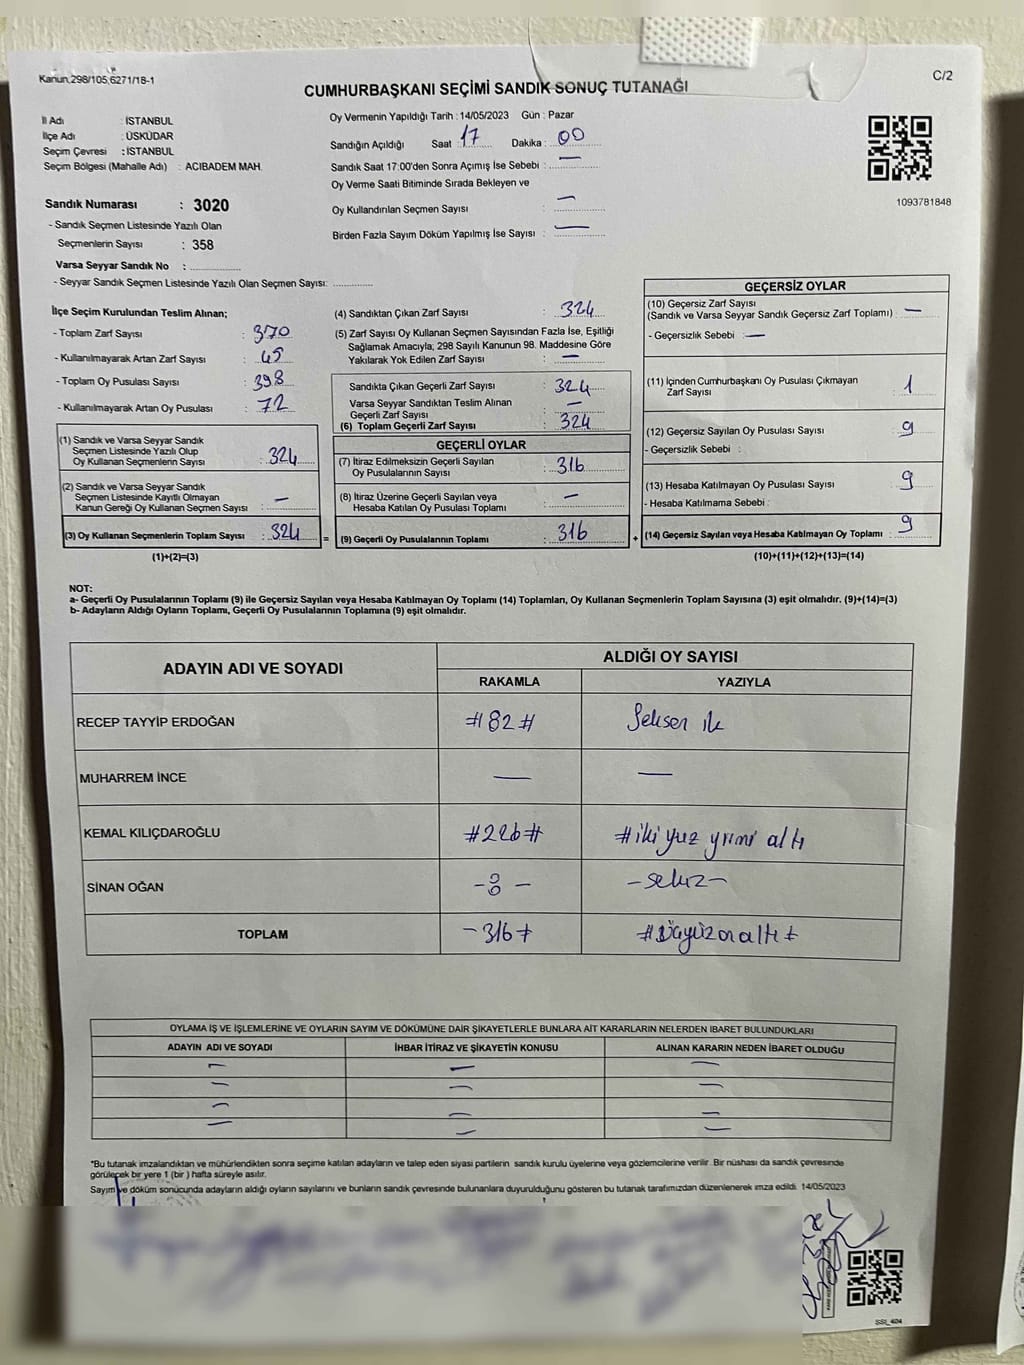 Kanun.298/105,6271/18-1
C/2
CUMHURBAŞKANI SEÇİMİ SANDIK SONUÇ TUTANAĞI
İl Adı : İSTANBUL
İlçe Adı : ÜSKÜDAR
Seçim Çevresi : İSTANBUL
Seçim Bölgesi (Mahalle Adı) : ACIBADEM MAH.
Sandık Numarası : 3020
- Sandık Seçmen Listesinde Yazılı Olan
Seçmenlerin Sayısı : 358
Varsa Seyyar Sandık No :
- Seyyar Sandık Seçmen Listesinde Yazılı Olan Seçmen Sayısı:
Oy Vermenin Yapıldığı Tarih : 14/05/2023 Gün : Pazar
Sandığın Açıldığı Saat : 17 Dakika : 00
Sandık Saat 17:00'den Sonra Açımış İse Sebebi : —
Oy Verme Saati Bitiminde Sırada Bekleyen ve
Oy Kullandırılan Seçmen Sayısı : —
Birden Fazla Sayım Döküm Yapılmış İse Sayısı : —
1093781848
İlçe Seçim Kurulundan Teslim Alınan;
- Toplam Zarf Sayısı : 370
- Kullanılmayarak Artan Zarf Sayısı : 45
- Toplam Oy Pusulası Sayısı : 398
- Kullanılmayarak Artan Oy Pusulası : 72
(1) Sandık ve Varsa Seyyar Sandık
Seçmen Listesinde Yazılı Olup
Oy Kullanan Seçmenlerin Sayısı : 324
(2) Sandık ve Varsa Seyyar Sandık
Seçmen Listesinde Kayıtlı Olmayan
Kanun Gereği Oy Kullanan Seçmen Sayısı : —
(3) Oy Kullanan Seçmenlerin Toplam Sayısı : 324
(1)+(2)=(3)
(4) Sandıktan Çıkan Zarf Sayısı : 324
(5) Zarf Sayısı Oy Kullanan Seçmen Sayısından Fazla İse, Eşitliği
Sağlamak Amacıyla; 298 Sayılı Kanunun 98. Maddesine Göre
Yakılarak Yok Edilen Zarf Sayısı : —
Sandıkta Çıkan Geçerli Zarf Sayısı : 324
Varsa Seyyar Sandıktan Teslim Alınan
Geçerli Zarf Sayısı : —
(6) Toplam Geçerli Zarf Sayısı : 324
GEÇERLİ OYLAR
(7) İtiraz Edilmeksizin Geçerli Sayılan
Oy Pusulalarının Sayısı : 316
(8) İtiraz Üzerine Geçerli Sayılan veya
Hesaba Katılan Oy Pusulası Toplamı : —
= (9) Geçerli Oy Pusulalarının Toplamı : 316 +
GEÇERSİZ OYLAR
(10) Geçersiz Zarf Sayısı
(Sandık ve Varsa Seyyar Sandık Geçersiz Zarf Toplamı) : —
- Geçersizlik Sebebi : —
(11) İçinden Cumhurbaşkanı Oy Pusulası Çıkmayan
Zarf Sayısı : 1
(12) Geçersiz Sayılan Oy Pusulası Sayısı : 9
- Geçersizlik Sebebi :
(13) Hesaba Katılmayan Oy Pusulası Sayısı : 9
- Hesaba Katılmama Sebebi :
(14) Geçersiz Sayılan veya Hesaba Katılmayan Oy Toplamı : 9
(10)+(11)+(12)+(13)=(14)
NOT:
a- Geçerli Oy Pusulalarının Toplamı (9) ile Geçersiz Sayılan veya Hesaba Katılmayan Oy Toplamı (14) Toplamları, Oy Kullanan Seçmenlerin Toplam Sayısına (3) eşit olmalıdır. (9)+(14)=(3)
b- Adayların Aldığı Oyların Toplamı, Geçerli Oy Pusulalarının Toplamına (9) eşit olmalıdır.
ADAYIN ADI VE SOYADI
ALDIĞI OY SAYISI
RAKAMLA YAZIYLA
RECEP TAYYİP ERDOĞAN #82# Seksen ik
MUHARREM İNCE — —
KEMAL KILIÇDAROĞLU #226# #iki yuz yrimi altı
SİNAN OĞAN -8- -sekiz-
TOPLAM -316# #Üçyüzonaltı#
OYLAMA İŞ VE İŞLEMLERİNE VE OYLARIN SAYIM VE DÖKÜMÜNE DAİR ŞİKAYETLERLE BUNLARA AİT KARARLARIN NELERDEN İBARET BULUNDUKLARI
ADAYIN ADI VE SOYADI İHBAR İTİRAZ VE ŞİKAYETİN KONUSU ALINAN KARARIN NEDEN İBARET OLDUĞU
— — —
— — —
— — —
— — —
*Bu tutanak imzalandıktan ve mühürlendikten sonra seçime katılan adayların ve talep eden siyasi partilerin sandık kurulu üyelerine veya gözlemcilerine verilir. Bir nüshası da sandık çevresinde
görülecek bir yere 1 (bir) hafta süreyle asılır.
Sayım ve döküm sonucunda adayların aldığı oyların sayılarını ve bunların sandık çevresinde bulunanlara duyurulduğunu gösteren bu tutanak tarafımızdan düzenlenerek imza edildi. 14/05/2023